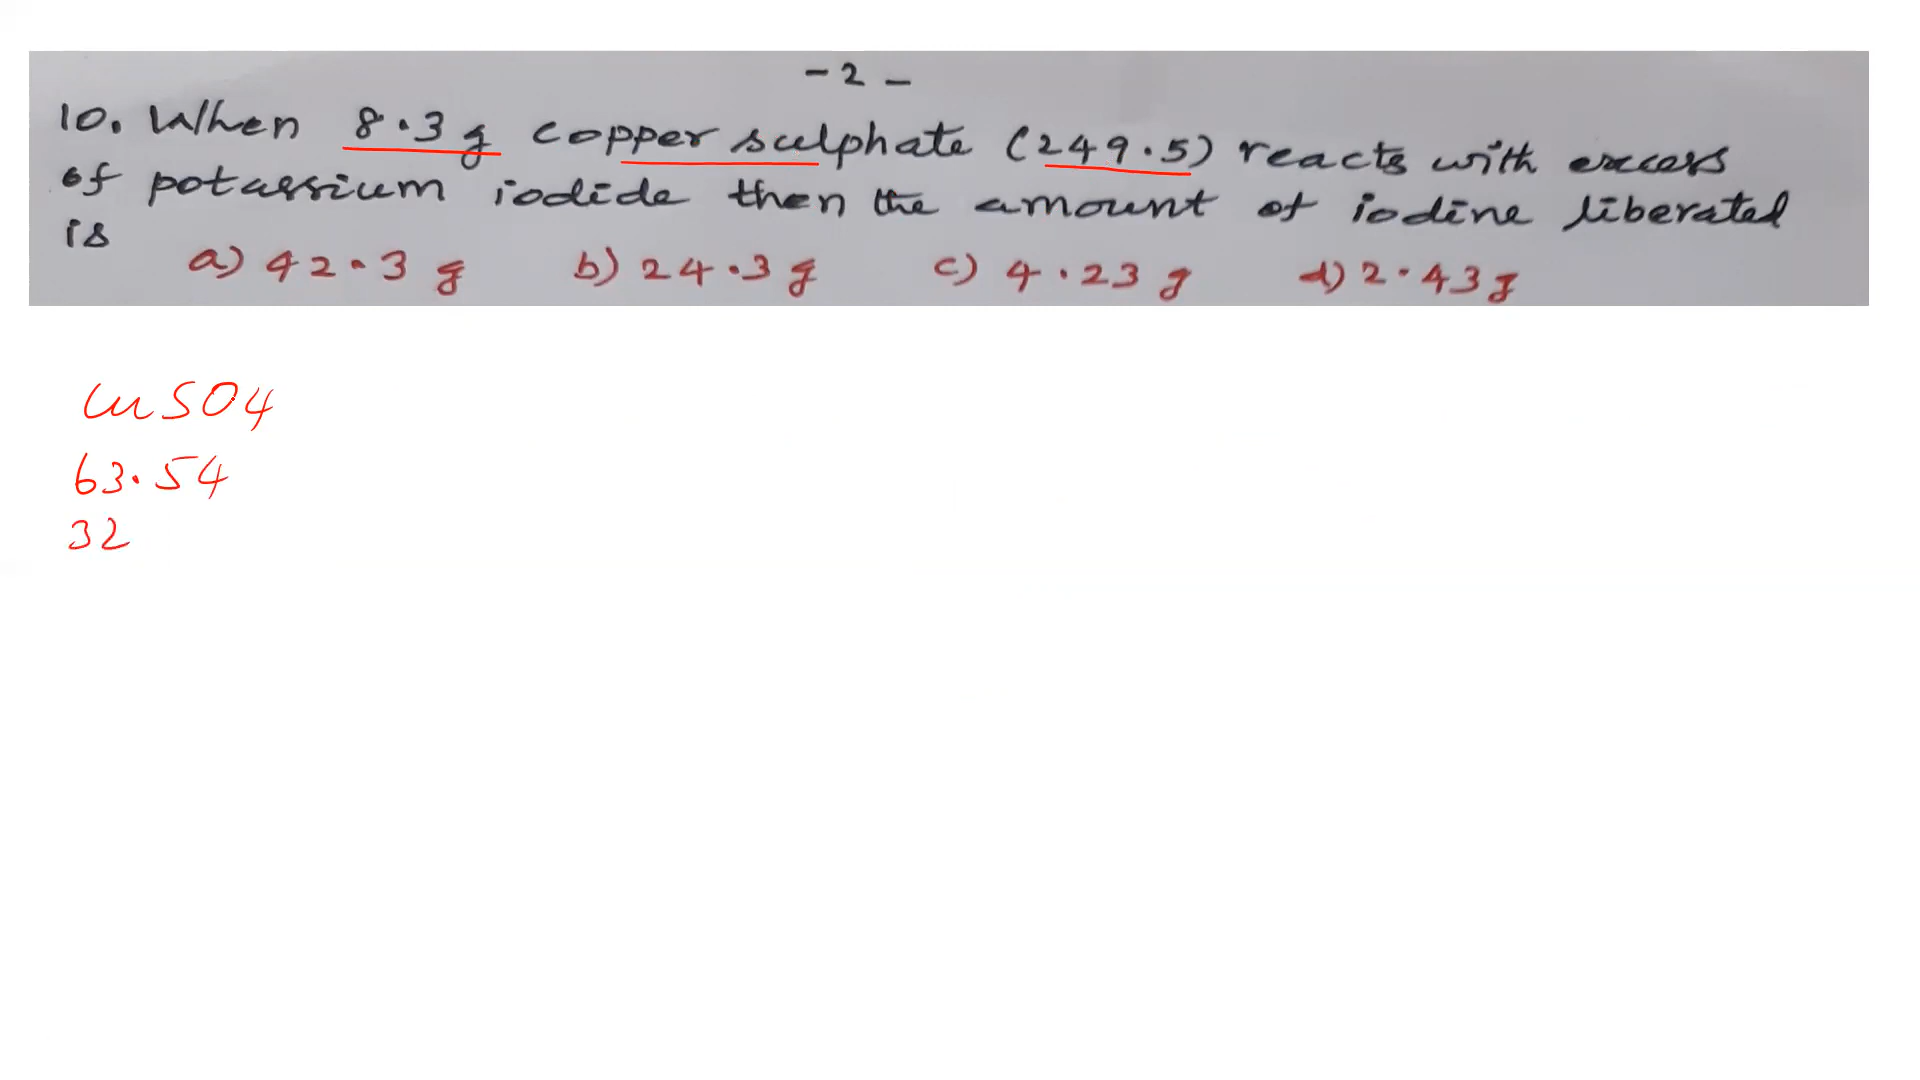 - 2 -
10. When 8.3 g copper sulphate (249.5) reacts with excess
of potassium iodide then the amount of iodine liberated
is
a) 42.3 g b) 24.3 g c) 4.23 g d) 2.43 g
CuSO4
63.54
32